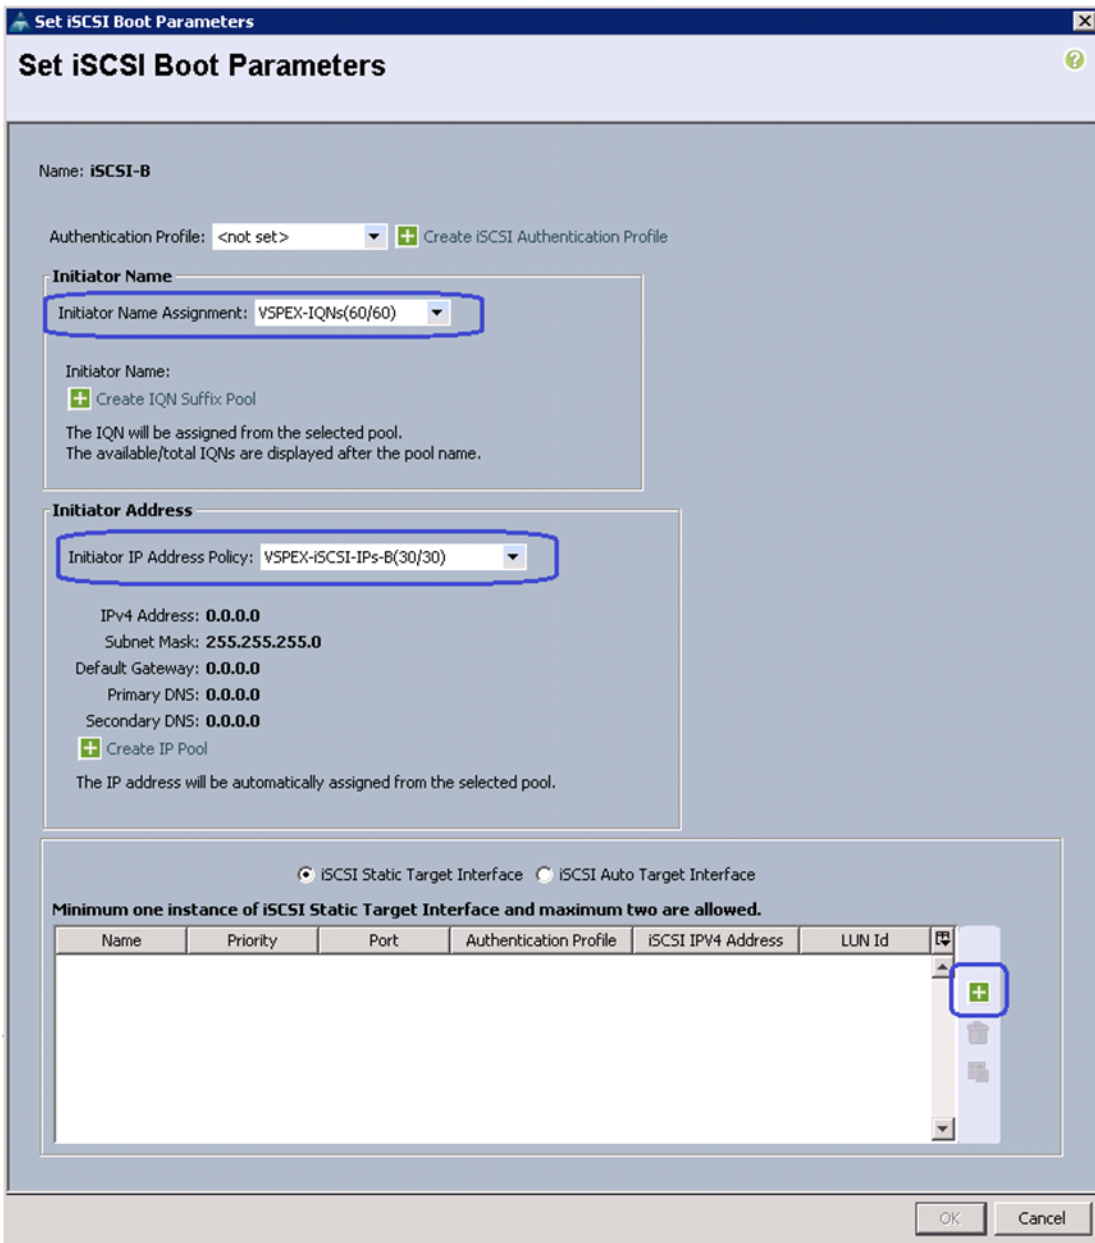 Set iSCSI Boot Parameters
Set iSCSI Boot Parameters
Name: iSCSI-B
Authentication Profile: <not set> Create iSCSI Authentication Profile
Initiator Name
Initiator Name Assignment: VSPEX-IQNs(60/60)
Initiator Name:
Create IQN Suffix Pool
The IQN will be assigned from the selected pool.
The available/total IQNs are displayed after the pool name.
Initiator Address
Initiator IP Address Policy: VSPEX-iSCSI-IPs-B(30/30)
IPv4 Address: 0.0.0.0
Subnet Mask: 255.255.255.0
Default Gateway: 0.0.0.0
Primary DNS: 0.0.0.0
Secondary DNS: 0.0.0.0
Create IP Pool
The IP address will be automatically assigned from the selected pool.
iSCSI Static Target Interface iSCSI Auto Target Interface
Minimum one instance of iSCSI Static Target Interface and maximum two are allowed.
Name Priority Port Authentication Profile iSCSI IPV4 Address LUN Id
OK Cancel